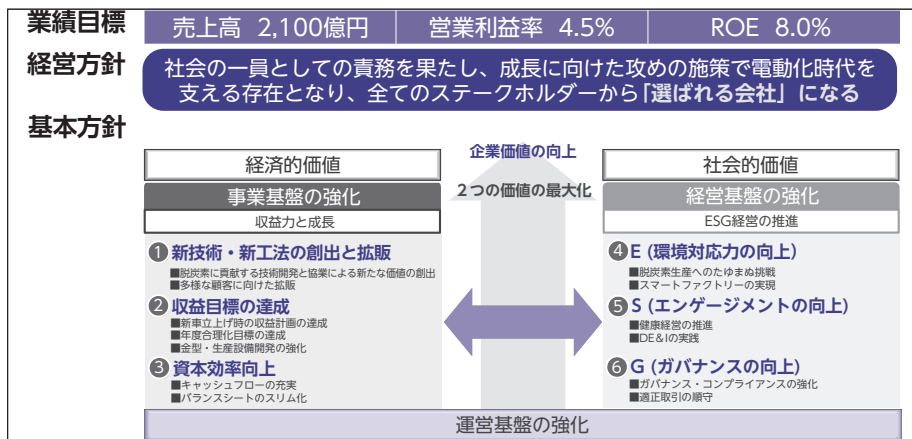 業績目標
売上高 2,100億円
営業利益率 4.5%
ROE 8.0%
経営方針
社会の一員としての責務を果たし、成長に向けた攻めの施策で電動化時代を
支える存在となり、全てのステークホルダーから「選ばれる会社」になる
基本方針
経済的価値
事業基盤の強化
収益力と成長
❶新技術・新工法の創出と拡販
■脱炭素に貢献する技術開発と協業による新たな価値の創出
■多様な顧客に向けた拡販
❷収益目標の達成
■新車立上げ時の収益計画の達成
■年度合理化目標の達成
■金型・生産設備開発の強化
❸資本効率向上
■キャッシュフローの充実
■バランスシートのスリム化
企業価値の向上
２つの価値の最大化
社会的価値
経営基盤の強化
ESG経営の推進
❹E (環境対応力の向上)
■脱炭素生産へのたゆまぬ挑戦
■スマートファクトリーの実現
❺S (エンゲージメントの向上)
■健康経営の推進
■DE&Iの実践
❻G (ガバナンスの向上)
■ガバナンス・コンプライアンスの強化
■適正取引の順守
運営基盤の強化